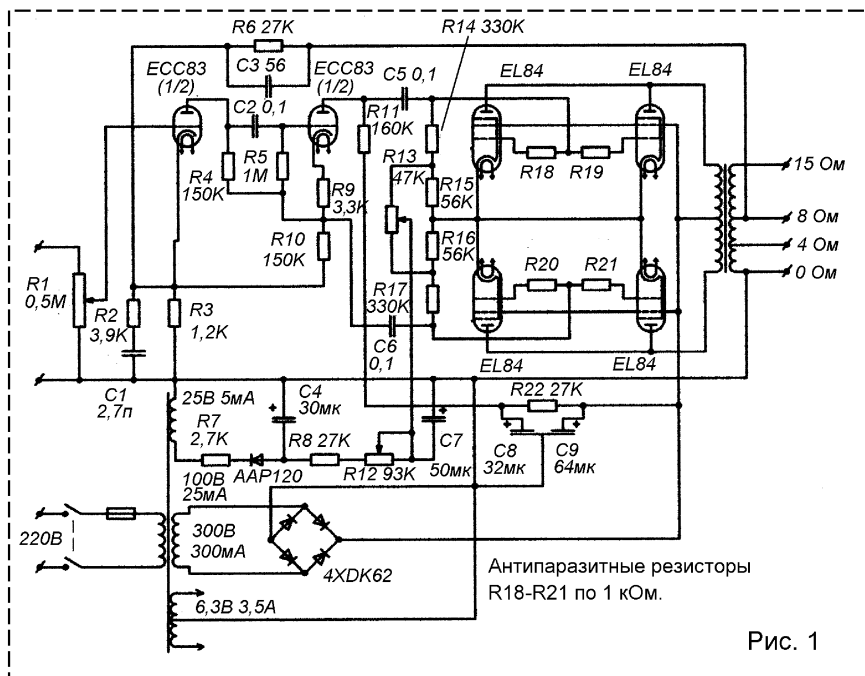 R6 27K
R14 330K
C3 56
ECC83
(1/2)
ECC83
(1/2)
C5 0,1
EL84
EL84
C2 0,1
R11
160K
R4
150K
R5
1M
R13
47K
R18
R19
R9
3,3K
R15
56K
15 Ом
8 Ом
4 Ом
0 Ом
R10
150K
R16
56K
R1
0,5M
R2
3,9K
R3
1,2K
R17
330K
R20
R21
C6
0,1
EL84
EL84
C1
2,7п
25В 5мА
C4
30мк
R7
2,7K
R8 27K
R12 93K
C7
50мк
R22 27K
C8
32мк
C9
64мк
100В
25мА
ААР120
220В
300В
300мА
4XDK62
Антипаразитные резисторы
R18-R21 по 1 кОм.
6,3В 3,5А
Рис. 1